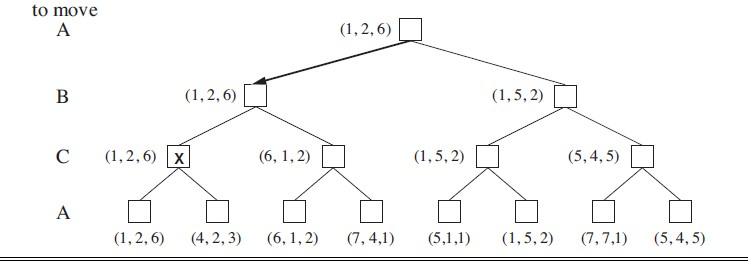 to move
A (1, 2, 6)
B (1, 2, 6) (1, 5, 2)
C (1, 2, 6) X (6, 1, 2) (1, 5, 2) (5, 4, 5)
A
(1, 2, 6) (4, 2, 3) (6, 1, 2) (7, 4,1) (5,1,1) (1, 5, 2) (7, 7,1) (5, 4, 5)